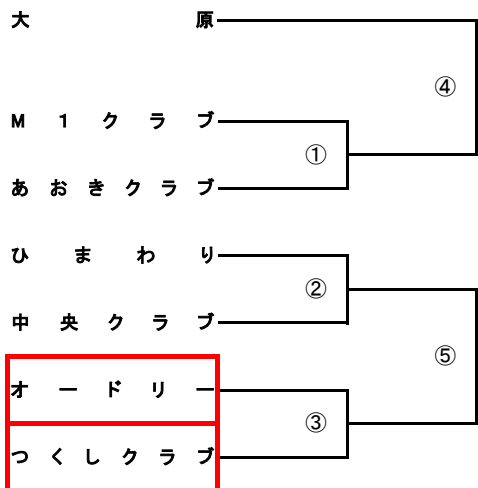 大原
④
M1クラブ
①
あおきクラブ
ひまわり
②
中央クラブ
⑤
オードリー
③
つくしクラブ